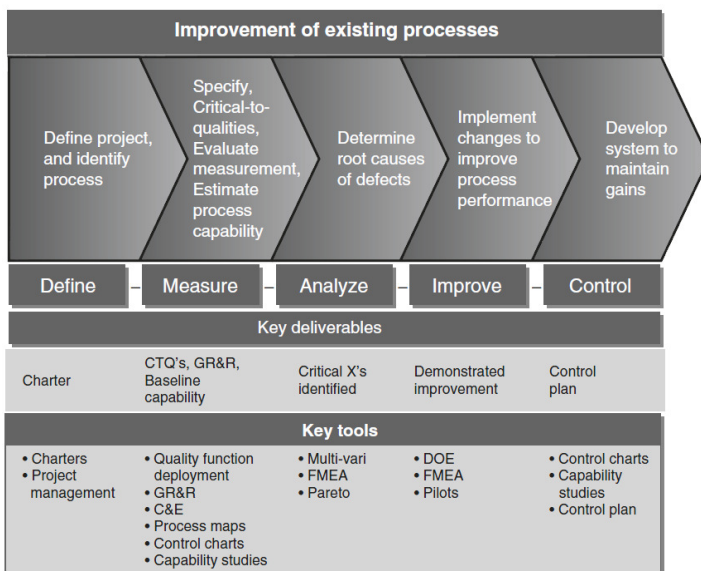 Improvement of existing processes
Define project,
and identify
process
Specify,
Critical-to-
qualities,
Evaluate
measurement,
Estimate
process
capability
Determine
root causes
of defects
Implement
changes to
improve
process
performance
Develop
system to
maintain
gains
Define – Measure – Analyze – Improve – Control
Key deliverables
Charter
CTQ's, GR&R,
Baseline
capability
Critical X's
identified
Demonstrated
improvement
Control
plan
Key tools
• Charters
• Project
management
• Quality function
deployment
• GR&R
• C&E
• Process maps
• Control charts
• Capability studies
• Multi-vari
• FMEA
• Pareto
• DOE
• FMEA
• Pilots
• Control charts
• Capability
studies
• Control plan